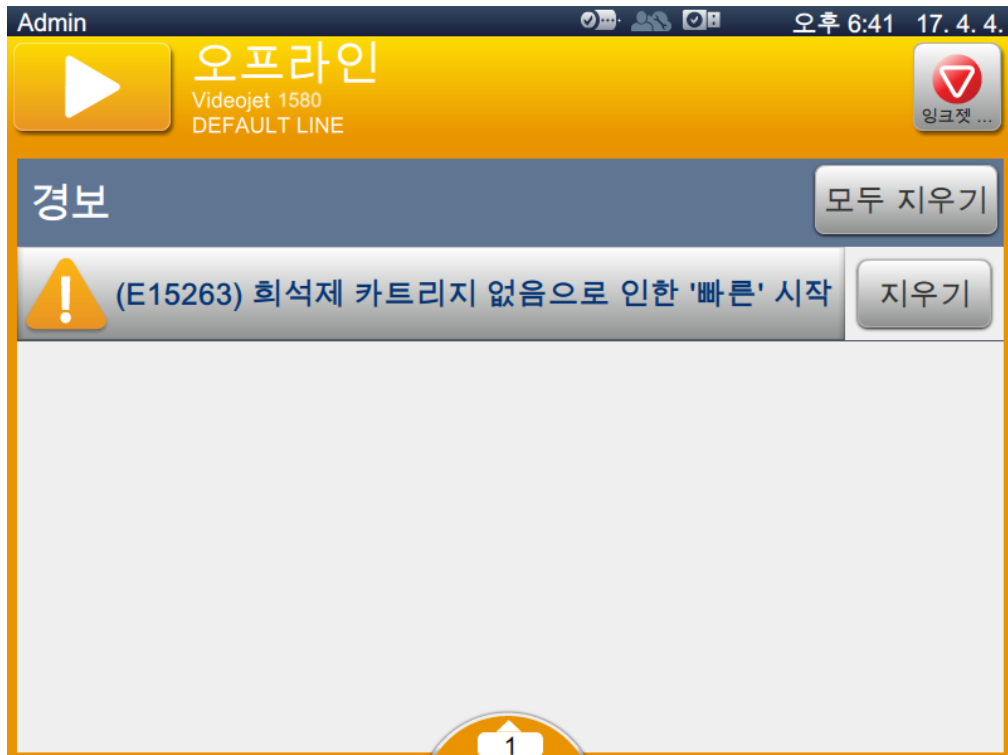 Admin
오후 6:41 17. 4. 4.
오프라인
Videojet 1580
DEFAULT LINE
잉크젯 ...
경보
모두 지우기
(E15263) 희석제 카트리지 없음으로 인한 '빠른' 시작
지우기
1